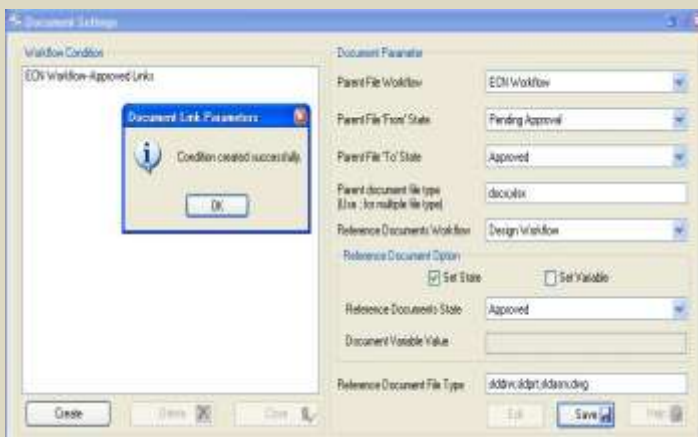 Document Settings
Workflow Condition
ECN Workflow-Approved Links
Document Link Parameters
Condition created successfully.
OK
Create
Delete
Close
Document Parameter
Parent File Workflow
ECN Workflow
Parent File 'From' State
Pending Approval
Parent File 'To' State
Approved
Parent document file type
(Use ; for multiple file type)
Reference Documents Workflow
Design Workflow
Reference Document Option
Set State
Set Variable
Reference Documents State
Approved
Document Variable Value
Reference Document File Type
slddrw;sldprt;sldasm;dwg
Edit
Save